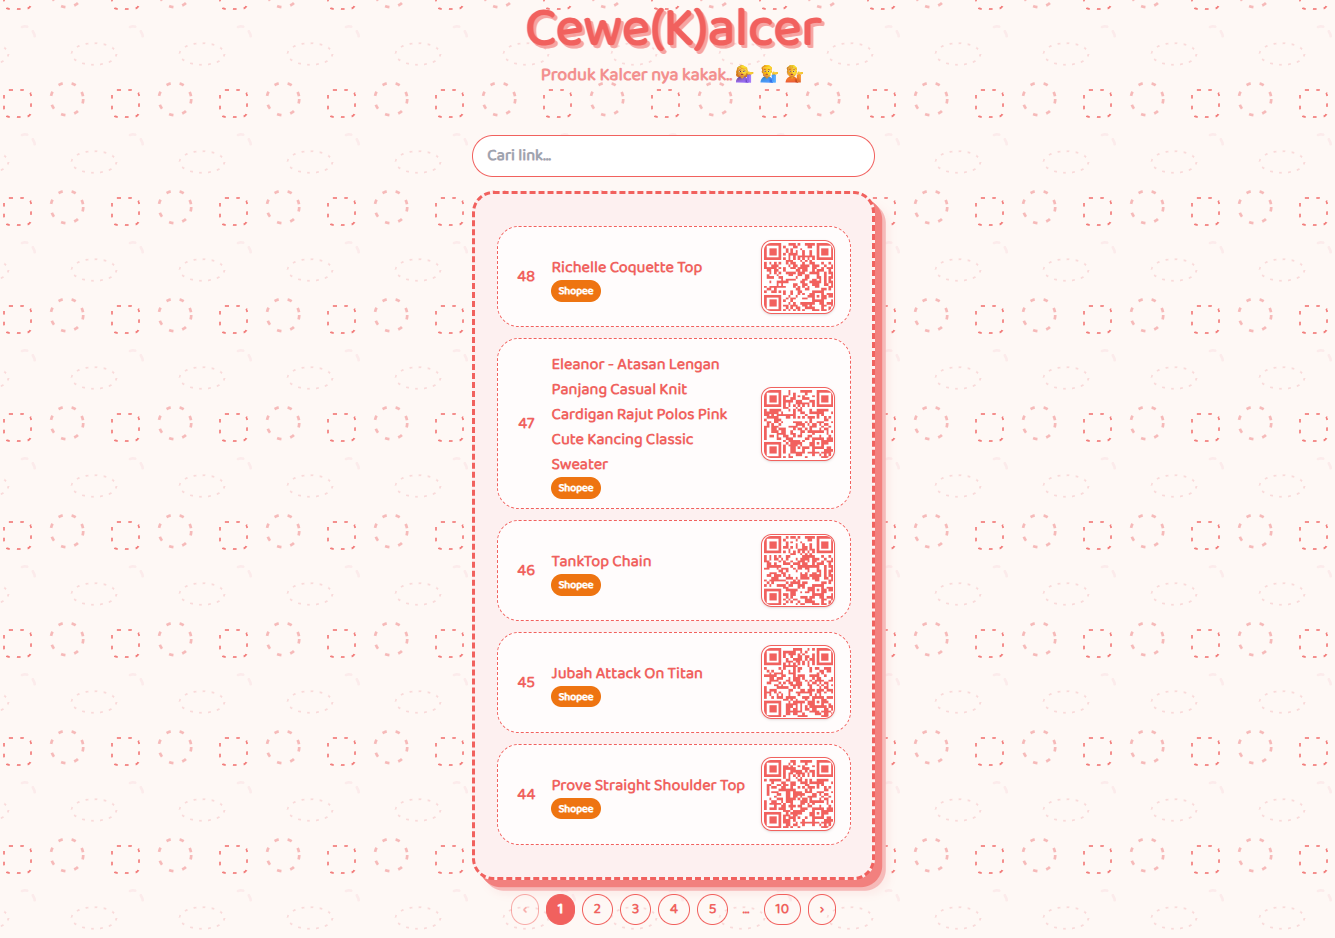 Cewe(K)alcer
Produk Kalcer nya kakak.. 💁‍♀️ 💁‍♂️ 💁
Cari link...
48
Richelle Coquette Top
Shopee
47
Eleanor - Atasan Lengan
Panjang Casual Knit
Cardigan Rajut Polos Pink
Cute Kancing Classic
Sweater
Shopee
46
TankTop Chain
Shopee
45
Jubah Attack On Titan
Shopee
44
Prove Straight Shoulder Top
Shopee
‹ 1 2 3 4 5 ... 10 ›